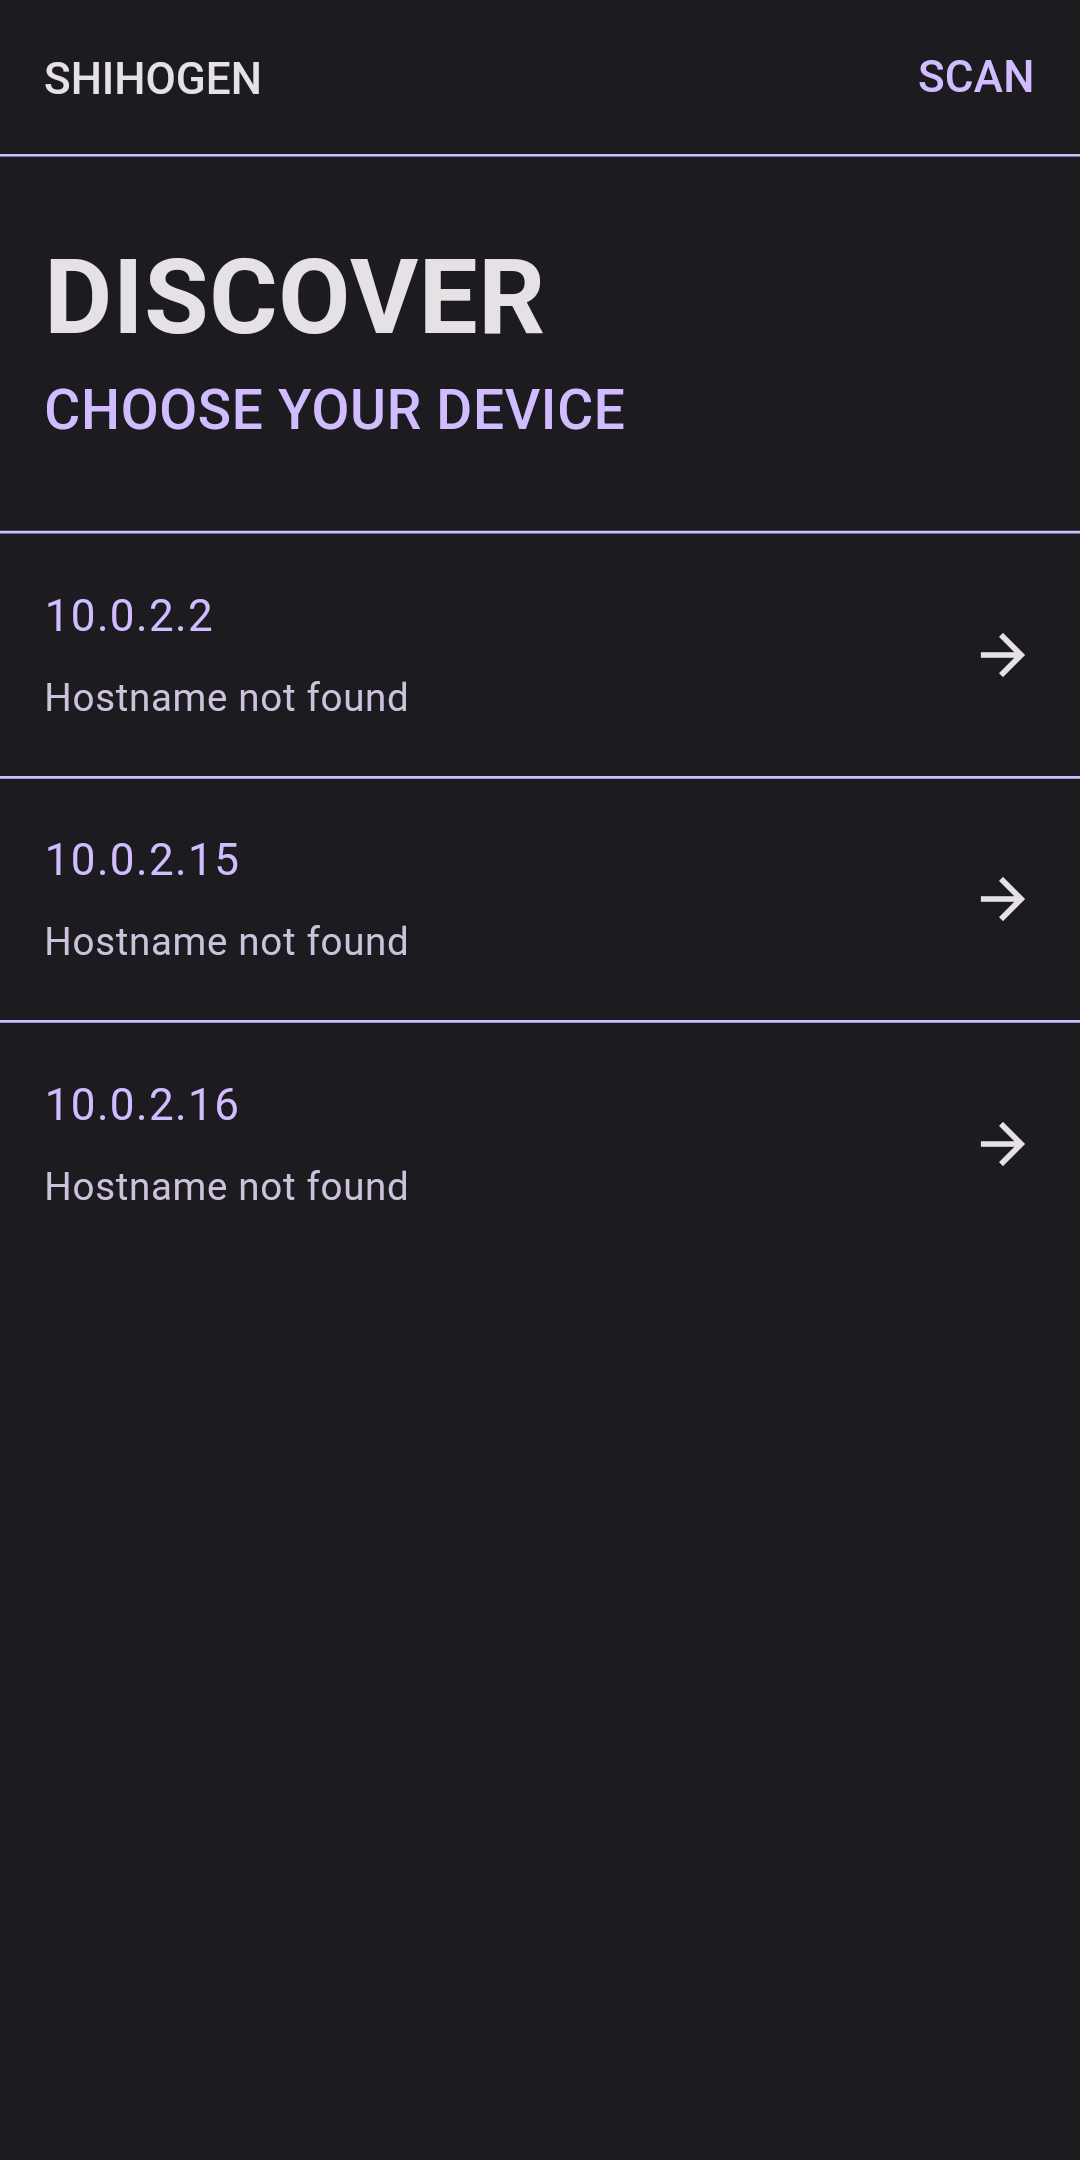 SHIHOGEN
SCAN
DISCOVER
CHOOSE YOUR DEVICE
10.0.2.2
Hostname not found
10.0.2.15
Hostname not found
10.0.2.16
Hostname not found